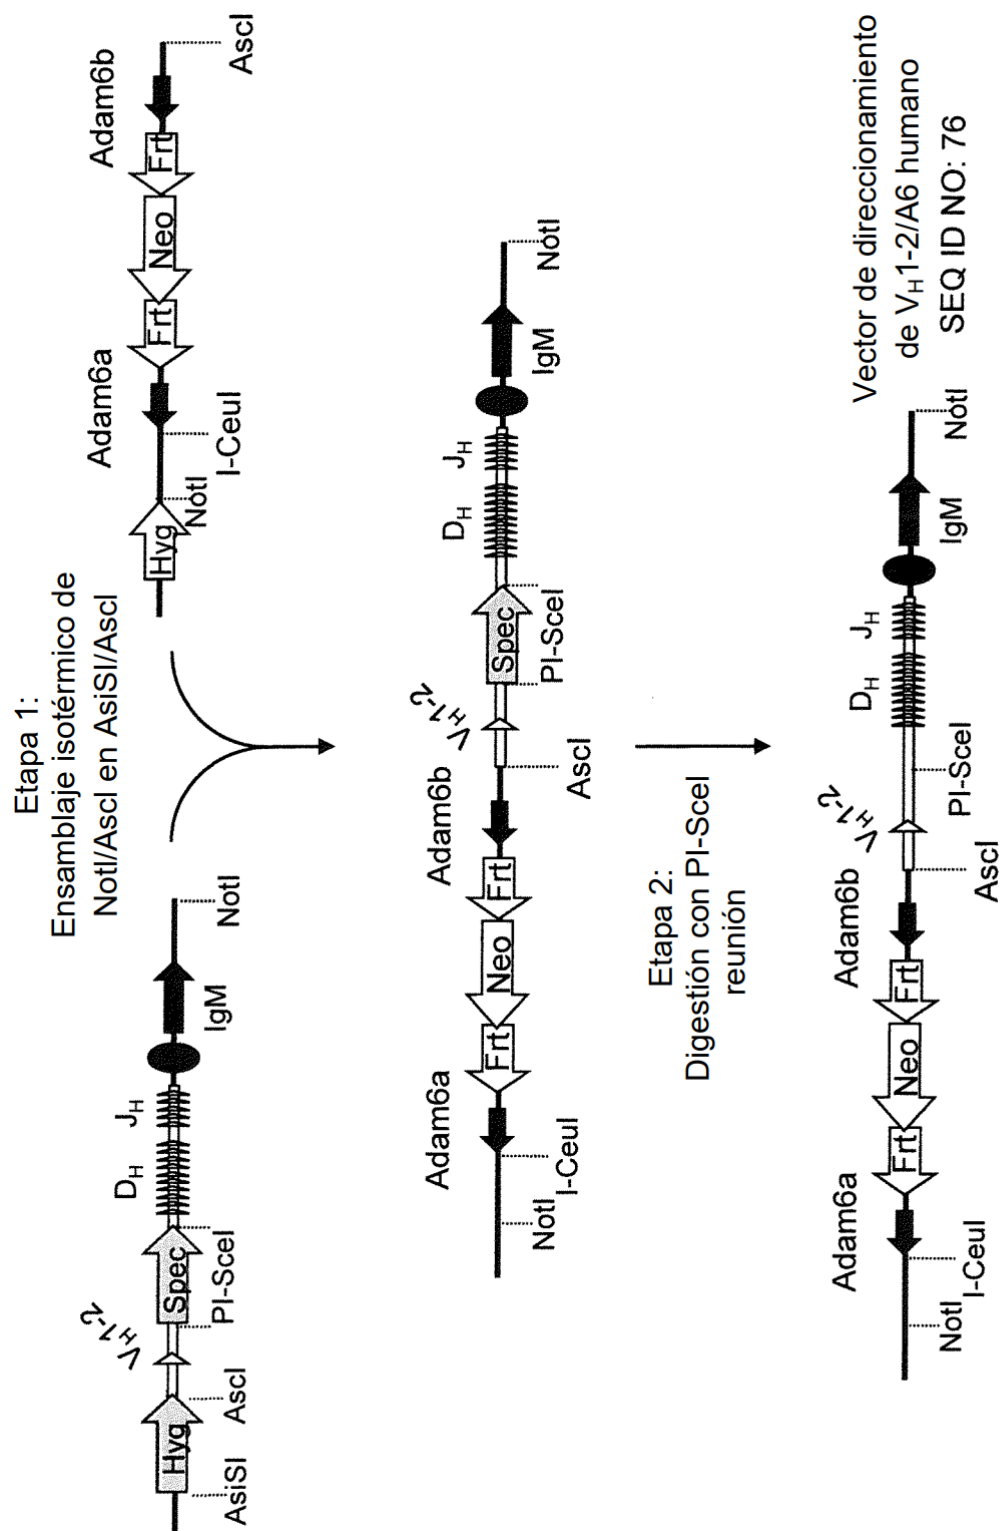 Etapa 1:
Ensamblaje isotérmico de
NotI/AscI en AsiSI/AscI
AsiSI
Hyg
AscI
VH1-2
Spec
PI-SceI
DH
JH
IgM
NotI
Hyg
NotI
I-CeuI
Adam6a
Frt
Neo
Frt
Adam6b
AscI
NotI
I-CeuI
Adam6a
Frt
Neo
Frt
Adam6b
AscI
VH1-2
Spec
PI-SceI
DH
JH
IgM
NotI
Etapa 2:
Digestión con PI-SceI
reunión
NotI
I-CeuI
Adam6a
Frt
Neo
Frt
Adam6b
AscI
VH1-2
PI-SceI
DH
JH
IgM
NotI
Vector de direccionamiento
de VH1-2/A6 humano
SEQ ID NO: 76